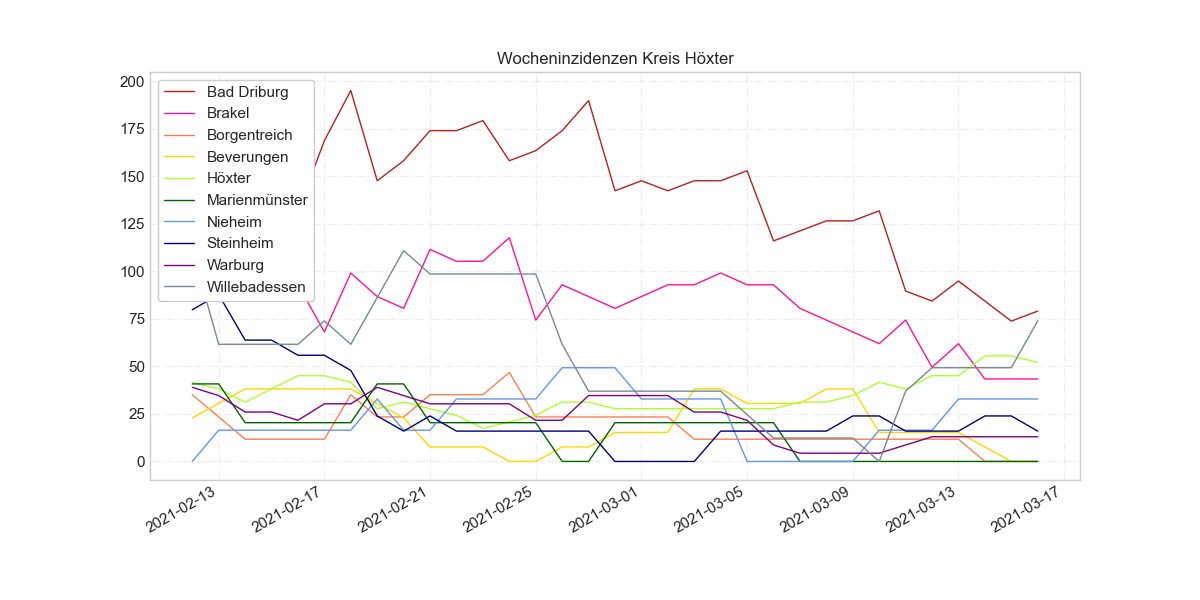 Wocheninzidenzen Kreis Höxter
200
175
150
125
100
75
50
25
0
Bad Driburg
Brakel
Borgentreich
Beverungen
Höxter
Marienmünster
Nieheim
Steinheim
Warburg
Willebadessen
2021-02-13
2021-02-17
2021-02-21
2021-02-25
2021-03-01
2021-03-05
2021-03-09
2021-03-13
2021-03-17